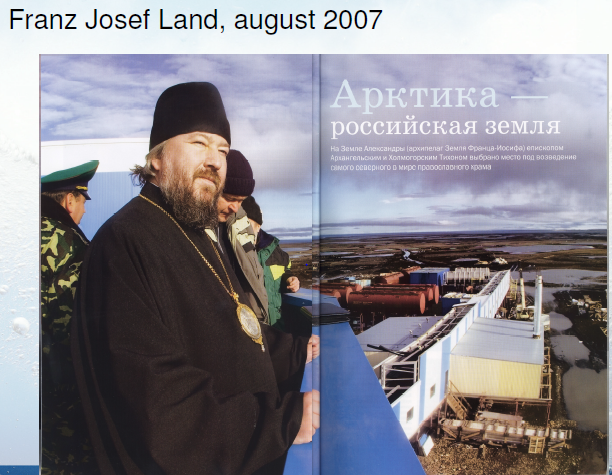 Franz Josef Land, august 2007
Арктика —
российская земля
На Земле Александры (архипелаг Земля Франца-Иосифа) епископом
Архангельским и Холмогорским Тихоном выбрано место под возведение
самого северного в мире православного храма